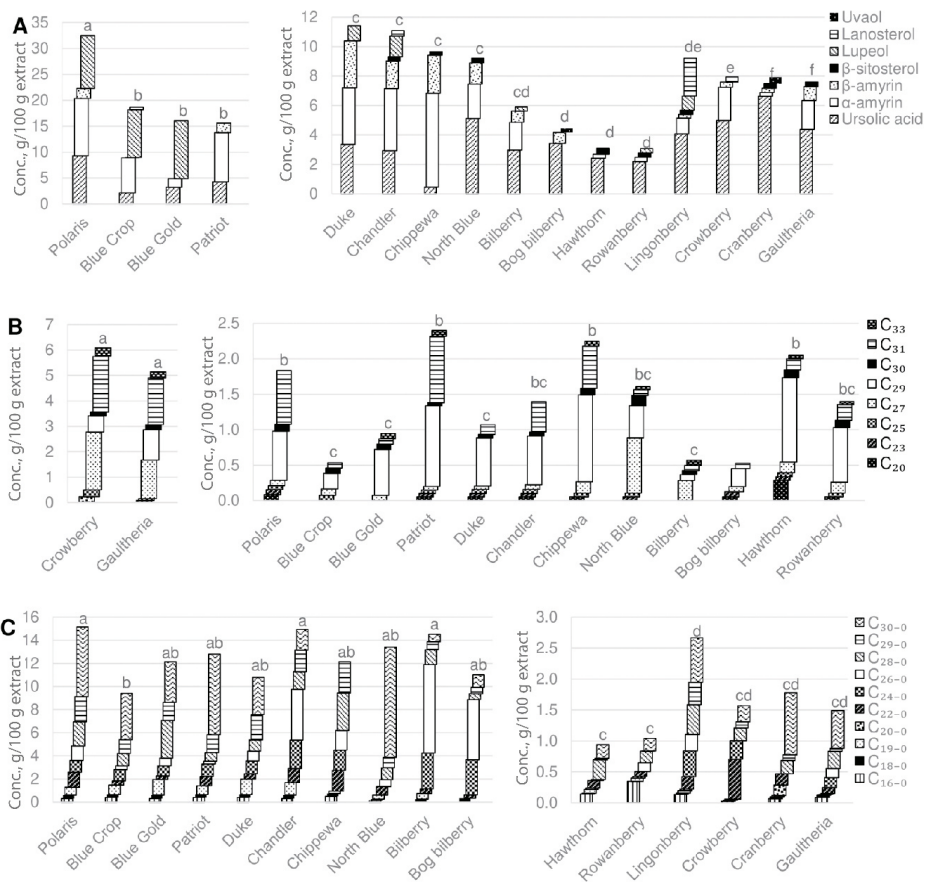 A
Conc., g/100 g extract
35
30
25
20
15
10
5
0
a
b
b
b
Polaris
Blue Crop
Blue Gold
Patriot
Conc., g/100 g extract
12
10
8
6
4
2
0
c
c
c
c
cd
d
d
d
de
e
f
f
Duke
Chandler
Chippewa
North Blue
Bilberry
Bog bilberry
Hawthorn
Rowanberry
Lingonberry
Crowberry
Cranberry
Gaultheria
Uvaol
Lanosterol
Lupeol
β-sitosterol
β-amyrin
α-amyrin
Ursolic acid
B
Conc., g/100 g extract
7
6
5
4
3
2
1
0
a
a
Crowberry
Gaultheria
Conc., g/100 g extract
2.5
2.0
1.5
1.0
0.5
0.0
b
c
c
b
c
bc
b
bc
c
h
bc
Polaris
Blue Crop
Blue Gold
Patriot
Duke
Chandler
Chippewa
North Blue
Bilberry
Bog bilberry
Hawthorn
Rowanberry
C₃₃
C₃₁
C₃₀
C₂₉
C₂₇
C₂₅
C₂₃
C₂₀
C
Conc., g/100 g extract
16
14
12
10
8
6
4
2
0
a
b
ab
ab
ab
a
ab
ab
a
ab
Polaris
Blue Crop
Blue Gold
Patriot
Duke
Chandler
Chippewa
North Blue
Bilberry
Bog bilberry
Conc., g/100 g extract
3.0
2.5
2.0
1.5
1.0
0.5
0.0
c
c
d
cd
cd
cd
Hawthorn
Rowanberry
Lingonberry
Crowberry
Cranberry
Gaultheria
C₃₀₋₀
C₂₉₋₀
C₂₈₋₀
C₂₆₋₀
C₂₄₋₀
C₂₂₋₀
C₂₀₋₀
C₁₉₋₀
C₁₈₋₀
C₁₆₋₀